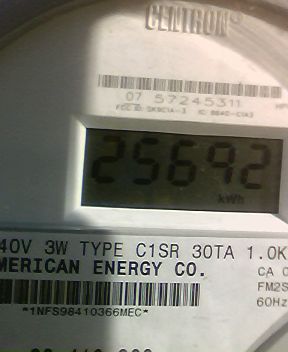 CENTRON®
07 57245311
25692
kWh
40V 3W TYPE C1SR 30TA 1.0K
MERICAN ENERGY CO.
CA 0
FM2S
60Hz
*1NFS98410366MEC*